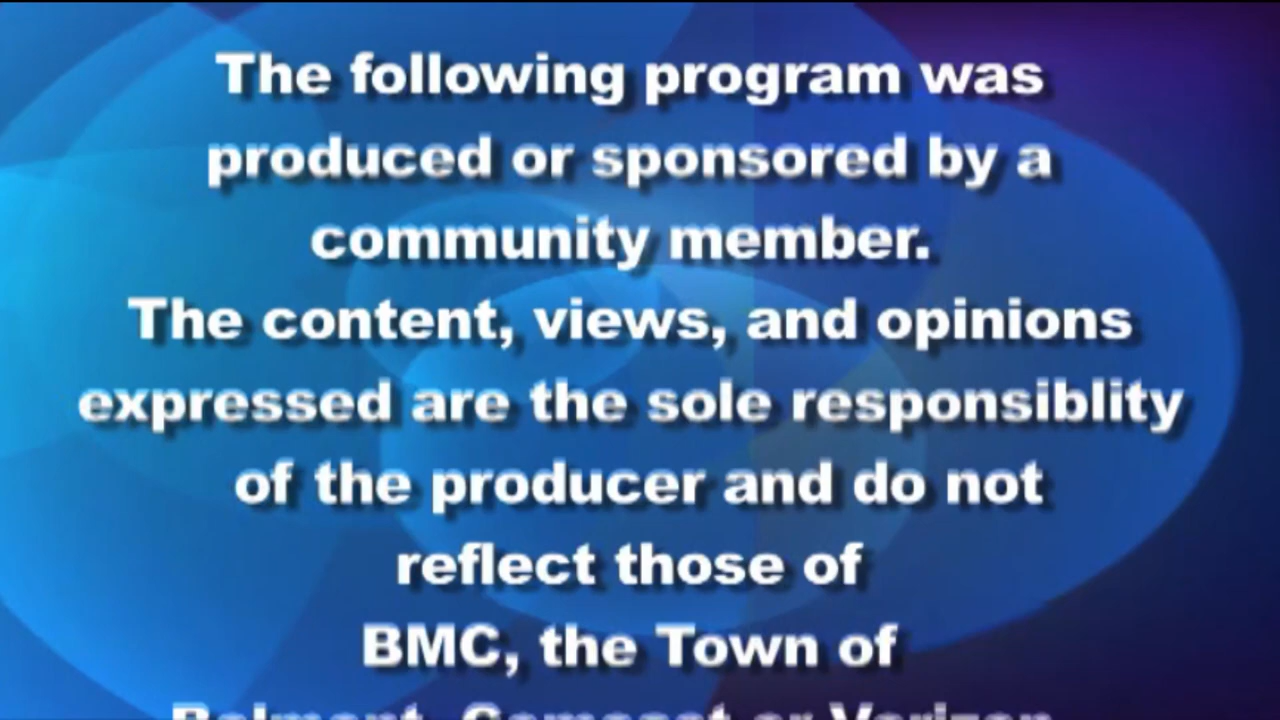 The following program was
produced or sponsored by a
community member.
The content, views, and opinions
expressed are the sole responsiblity
of the producer and do not
reflect those of
BMC, the Town of
Belmont, Comcast or Verizon